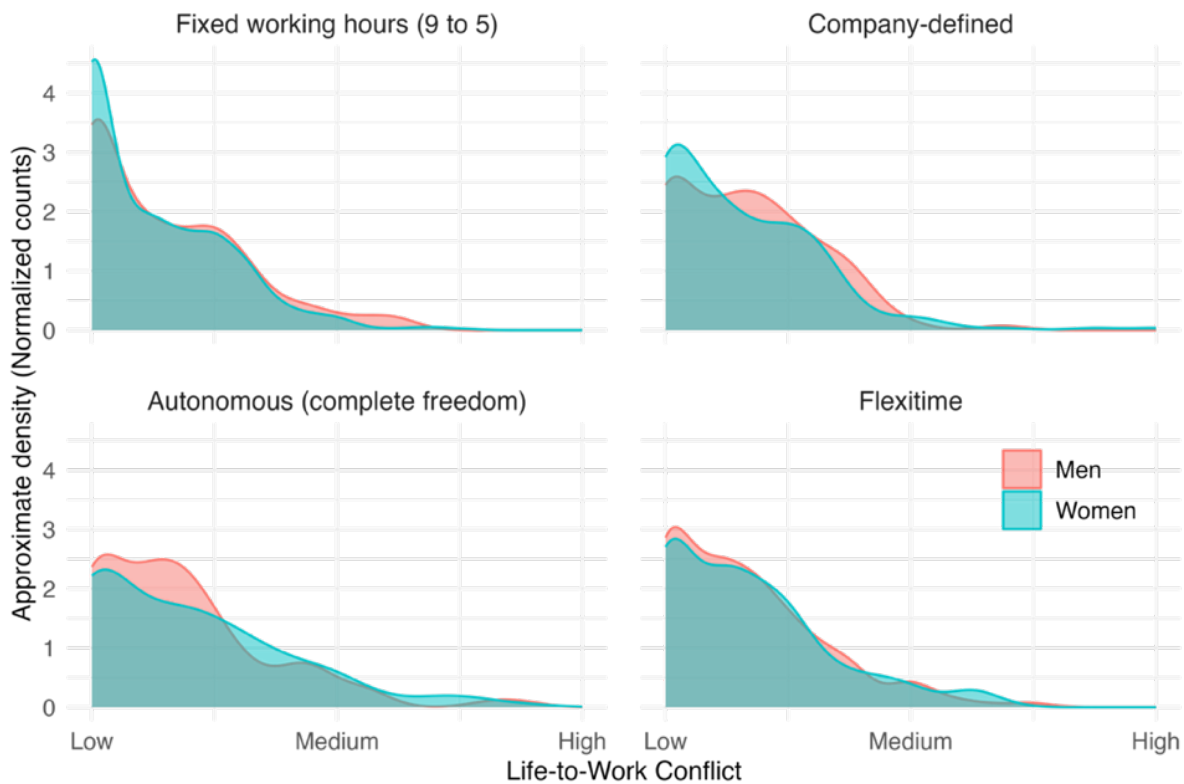 Fixed working hours (9 to 5)
Company-defined
4
3
2
1
0
Autonomous (complete freedom)
Flexitime
4
3
2
1
0
Men
Women
Low
Medium
High
Low
Medium
High
Life-to-Work Conflict
Approximate density (Normalized counts)